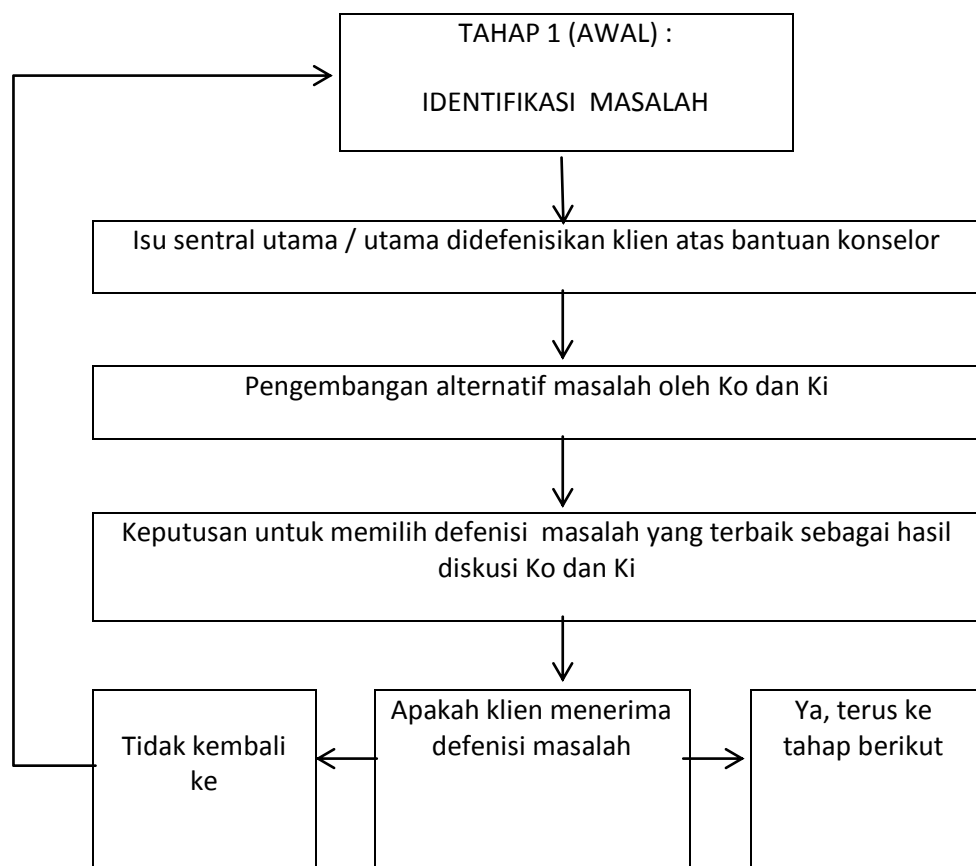 TAHAP 1 (AWAL) :
IDENTIFIKASI MASALAH
Isu sentral utama / utama didefenisikan klien atas bantuan konselor
Pengembangan alternatif masalah oleh Ko dan Ki
Keputusan untuk memilih defenisi masalah yang terbaik sebagai hasil
diskusi Ko dan Ki
Tidak kembali
ke
Apakah klien menerima
defenisi masalah
Ya, terus ke
tahap berikut